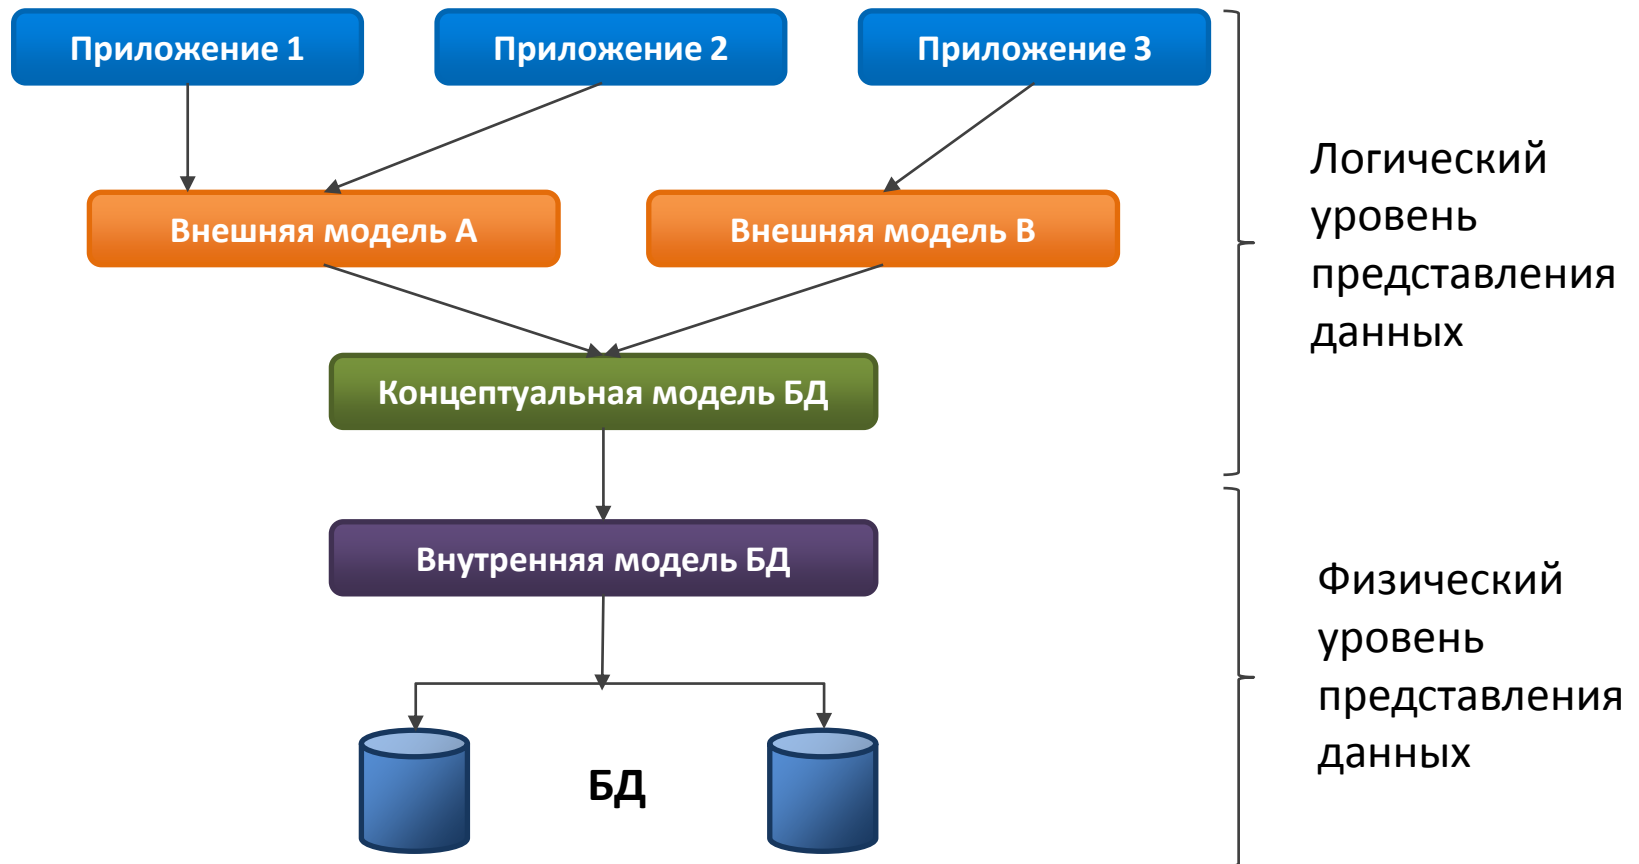 Приложение 1
Приложение 2
Приложение 3
Внешняя модель А
Внешняя модель В
Логический
уровень
представления
данных
Концептуальная модель БД
Внутренняя модель БД
Физический
уровень
представления
данных
БД